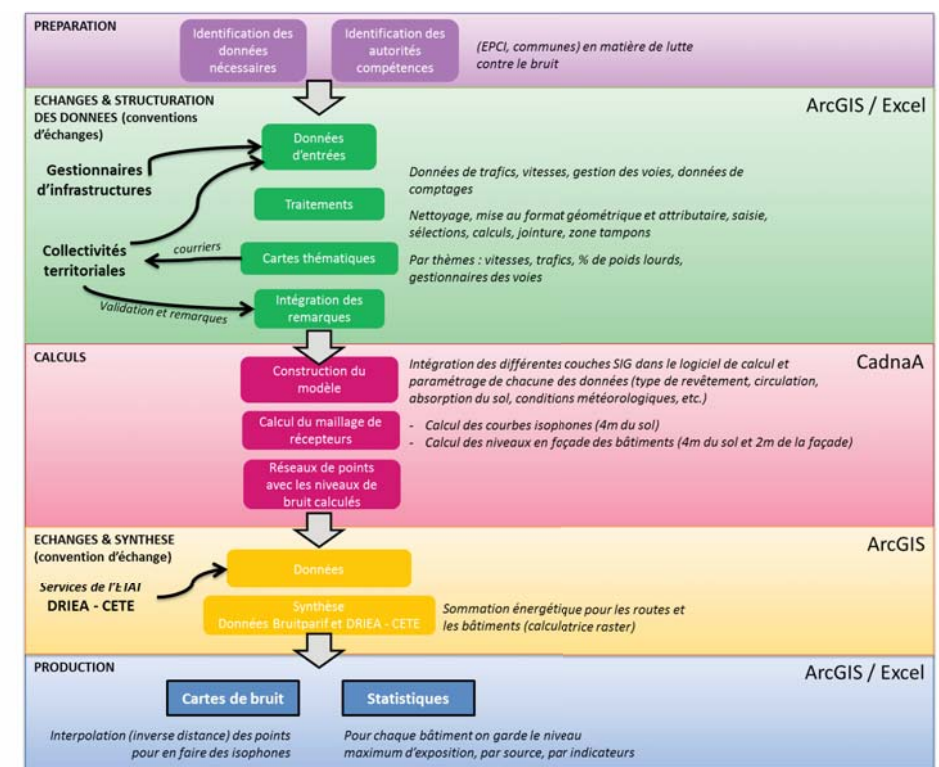 PREPARATION
Identification des
données
nécessaires
Identification des
autorités
compétences
(EPCI, communes) en matière de lutte
contre le bruit
ECHANGES & STRUCTURATION
DES DONNEES (conventions
d'échanges)
ArcGIS / Excel
Gestionnaires
d'infrastructures
Données
d'entrées
Données de trafics, vitesses, gestion des voies, données de
comptages
Traitements
Nettoyage, mise au format géométrique et attributaire, saisie,
sélections, calculs, jointure, zone tampons
Collectivités
territoriales
courriers
Cartes thématiques
Par thèmes : vitesses, trafics, % de poids lourds,
gestionnaires des voies
Validation et remarques
Intégration des
remarques
CALCULS
CadnaA
Construction du
modèle
Intégration des différentes couches SIG dans le logiciel de calcul et
paramétrage de chacune des données (type de revêtement, circulation,
absorption du sol, conditions météorologiques, etc.)
Calcul du maillage de
récepteurs
- Calcul des courbes isophones (4m du sol)
- Calcul des niveaux en façade des bâtiments (4m du sol et 2m de la façade)
Réseaux de points
avec les niveaux de
bruit calculés
ECHANGES & SYNTHESE
(convention d'échange)
ArcGIS
Services de l'ETAT
DRIEA - CETE
Données
Synthèse
Données Bruitparif et DRIEA - CETE
Sommation énergétique pour les routes et
les bâtiments (calculatrice raster)
PRODUCTION
ArcGIS / Excel
Cartes de bruit
Statistiques
Interpolation (inverse distance) des points
pour en faire des isophones
Pour chaque bâtiment on garde le niveau
maximum d'exposition, par source, par indicateurs